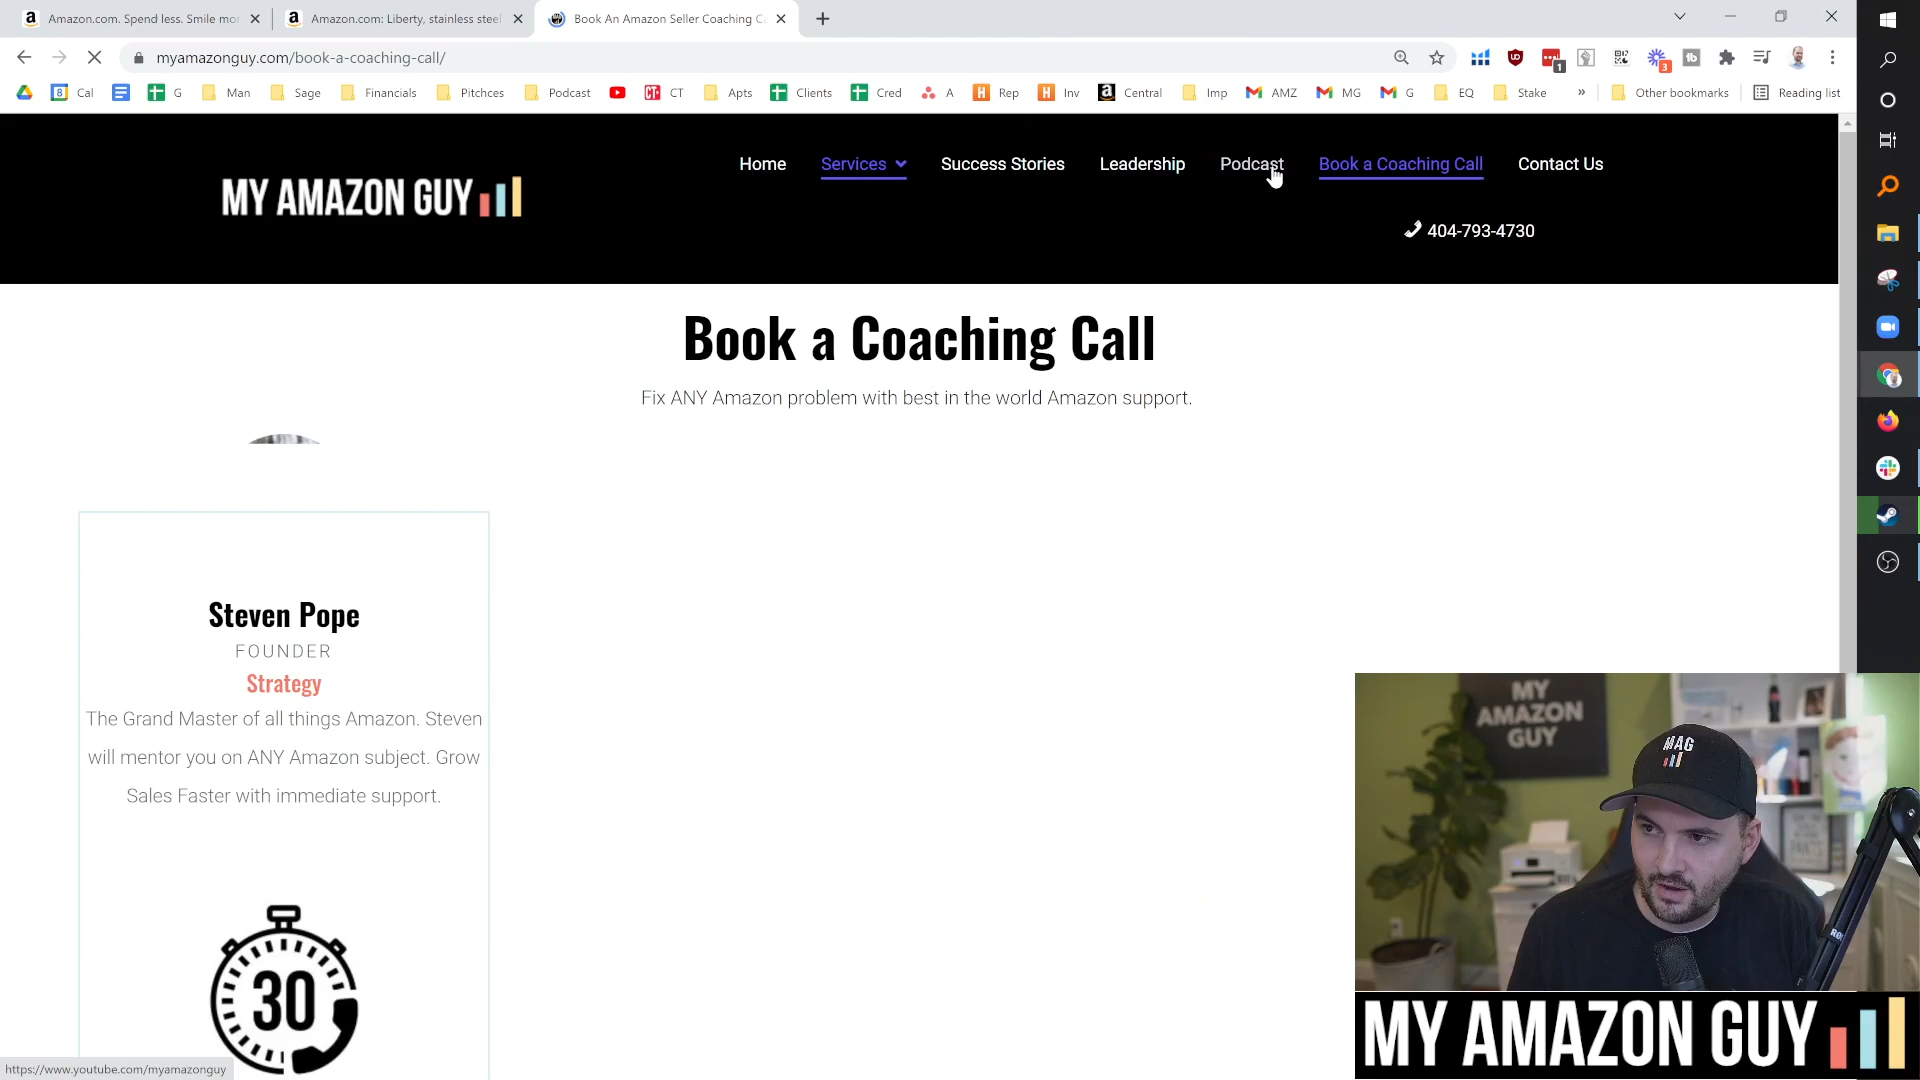 Amazon.com. Spend less. Smile mo
Amazon.com: Liberty, stainless steel
Book An Amazon Seller Coaching C
myamazonguy.com/book-a-coaching-call/
Cal
G
Man
Sage
Financials
Pitchces
Podcast
CT
Apts
Clients
Cred
A
Rep
Inv
Central
Imp
AMZ
MG
G
EQ
Stake
»
Other bookmarks
Reading list
MY AMAZON GUY
Home
Services
Success Stories
Leadership
Podcast
Book a Coaching Call
Contact Us
404-793-4730
Book a Coaching Call
Fix ANY Amazon problem with best in the world Amazon support.
Steven Pope
FOUNDER
Strategy
The Grand Master of all things Amazon. Steven
will mentor you on ANY Amazon subject. Grow
Sales Faster with immediate support.
30
https://www.youtube.com/myamazonguy
MY
AMAZON
GUY
MAG
MY AMAZON GUY